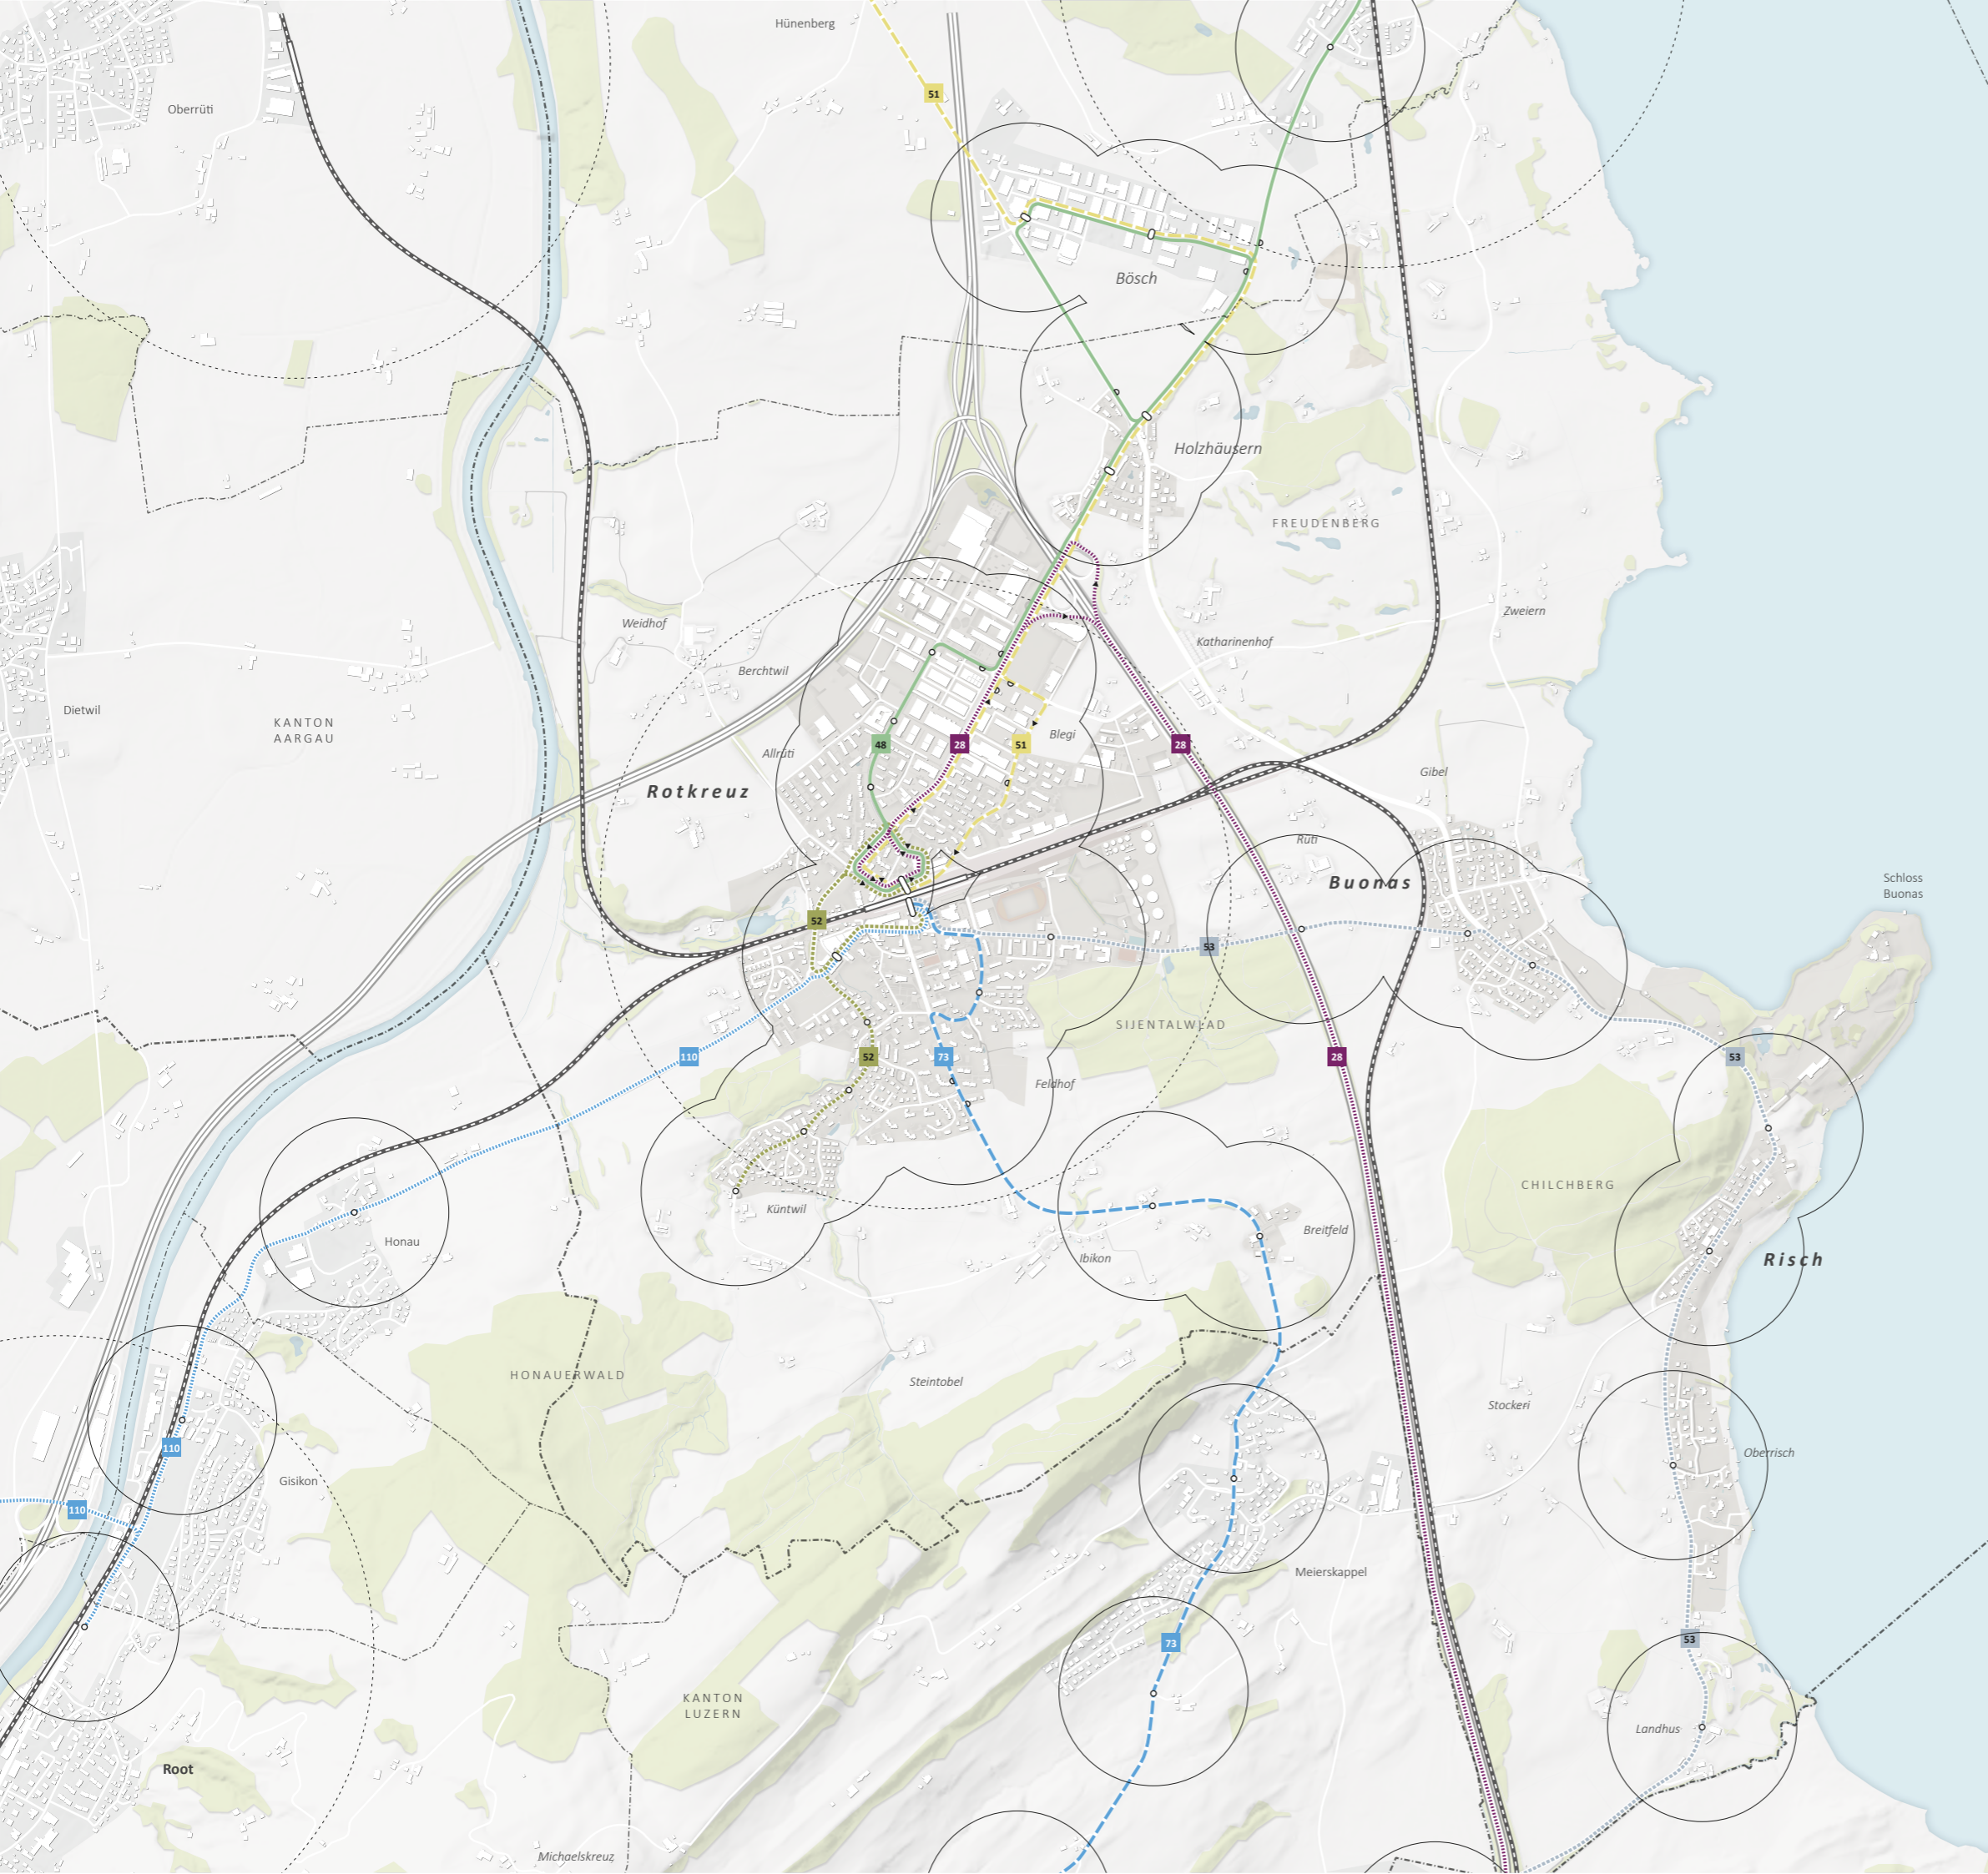 Hünenberg
51
Oberrüti
Bösch
Holzhäusern
FREUDENBERG
Zweiern
Weidhof
Katharinenhof
Berchtwil
Dietwil
KANTON
AARGAU
Allrüti
48
28
51
Blegi
28
Rotkreuz
Gibel
Rüti
Buonas
Schloss
Buonas
52
53
SIJENTALWLAD
110
52
73
28
53
Feldhof
CHILCHBERG
Küntwil
Breitfeld
Honau
Ibikon
Risch
HONAUERWALD
Steintobel
Stockeri
110
Oberrisch
Gisikon
110
Meierskappel
53
73
KANTON
LUZERN
Landhus
Root
Michaelskreuz